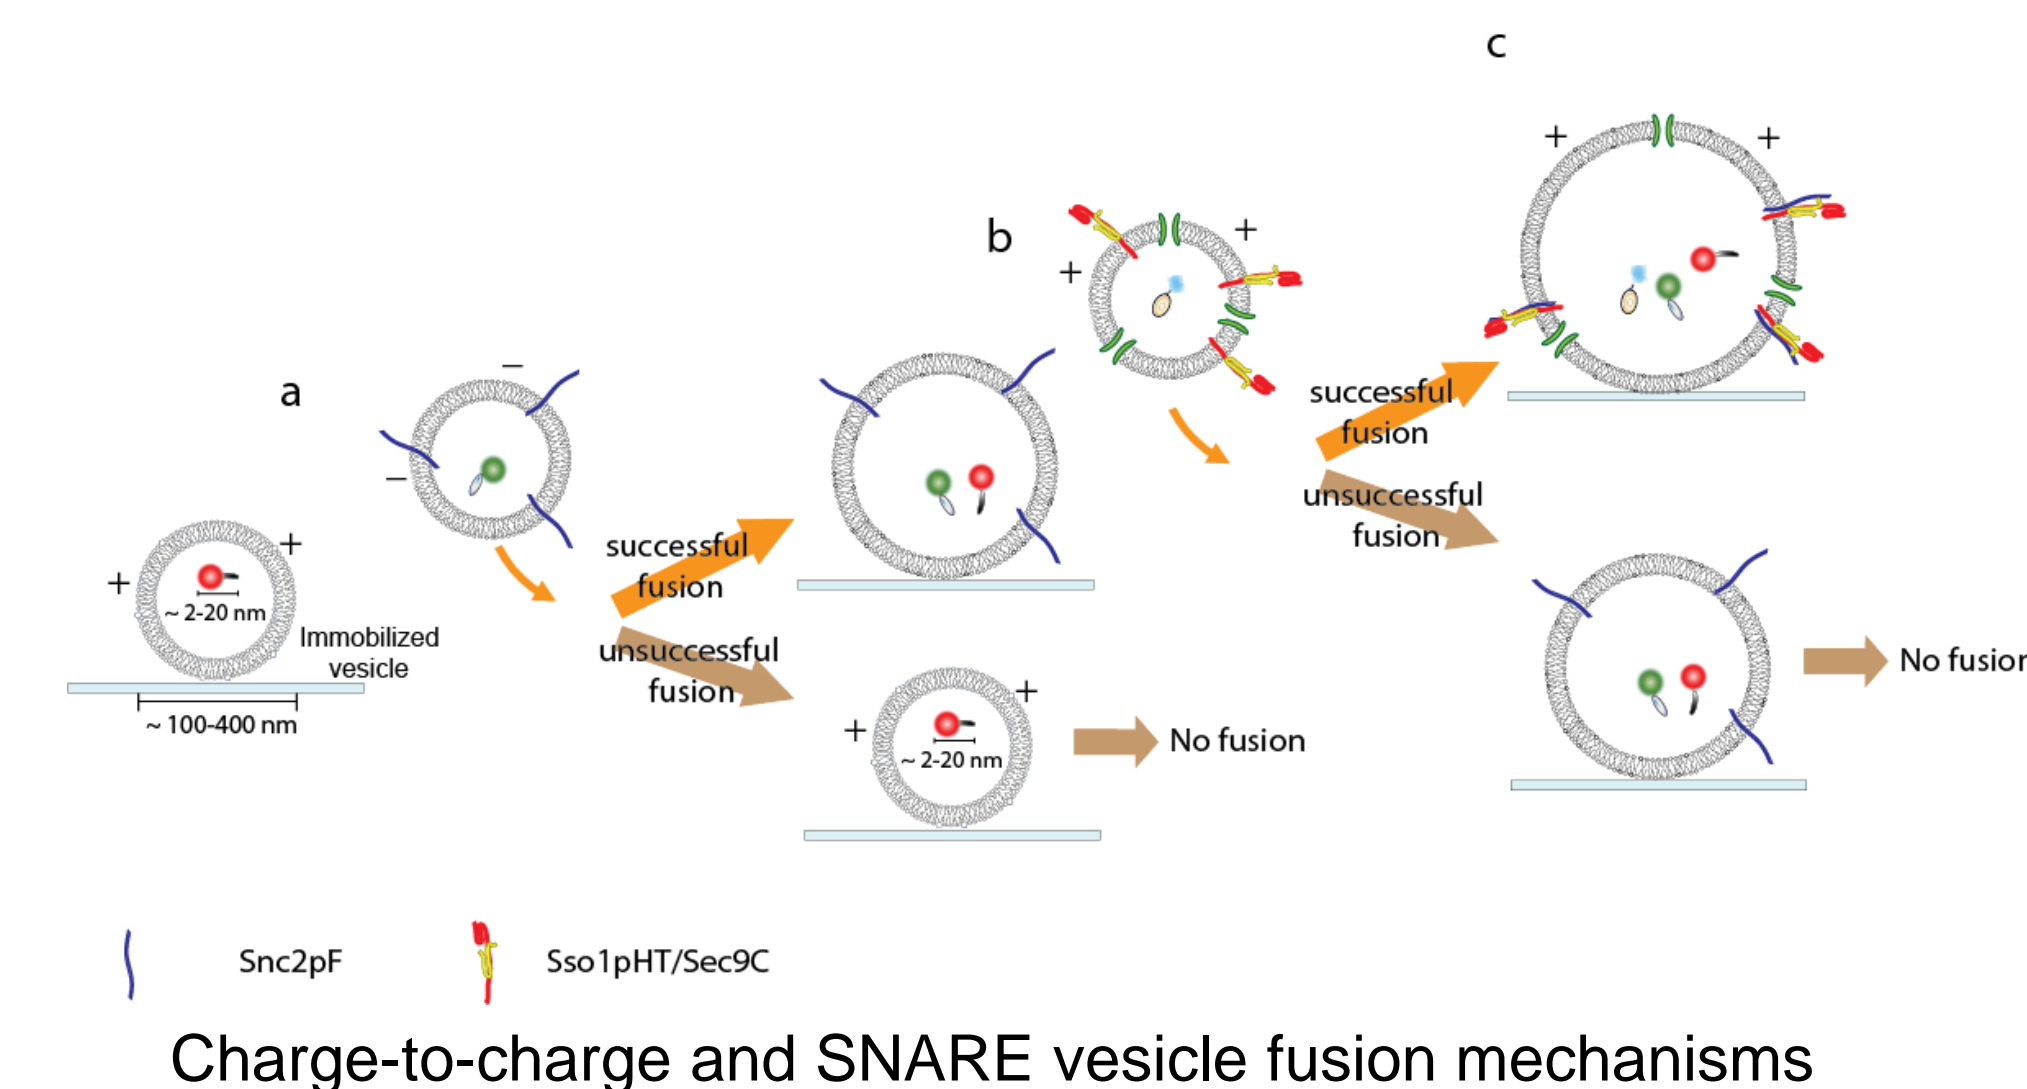 c
b
+
+
+
+
a
−
−
successful
fusion
unsuccessful
fusion
successful
fusion
unsuccessful
fusion
+
+
~ 2-20 nm
Immobilized
vesicle
~ 100-400 nm
+
+
~ 2-20 nm
No fusion
No fusion
Snc2pF
Sso1pHT/Sec9C
Charge-to-charge and SNARE vesicle fusion mechanisms